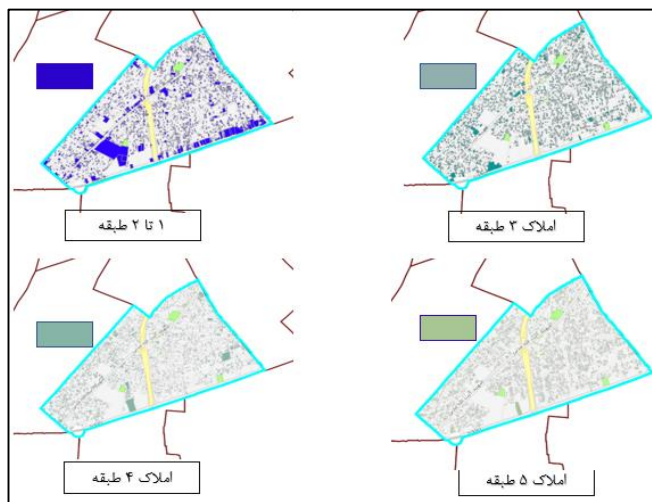 ۱ تا ۲ طبقه
املاک ۳ طبقه
املاک ۴ طبقه
املاک ۵ طبقه